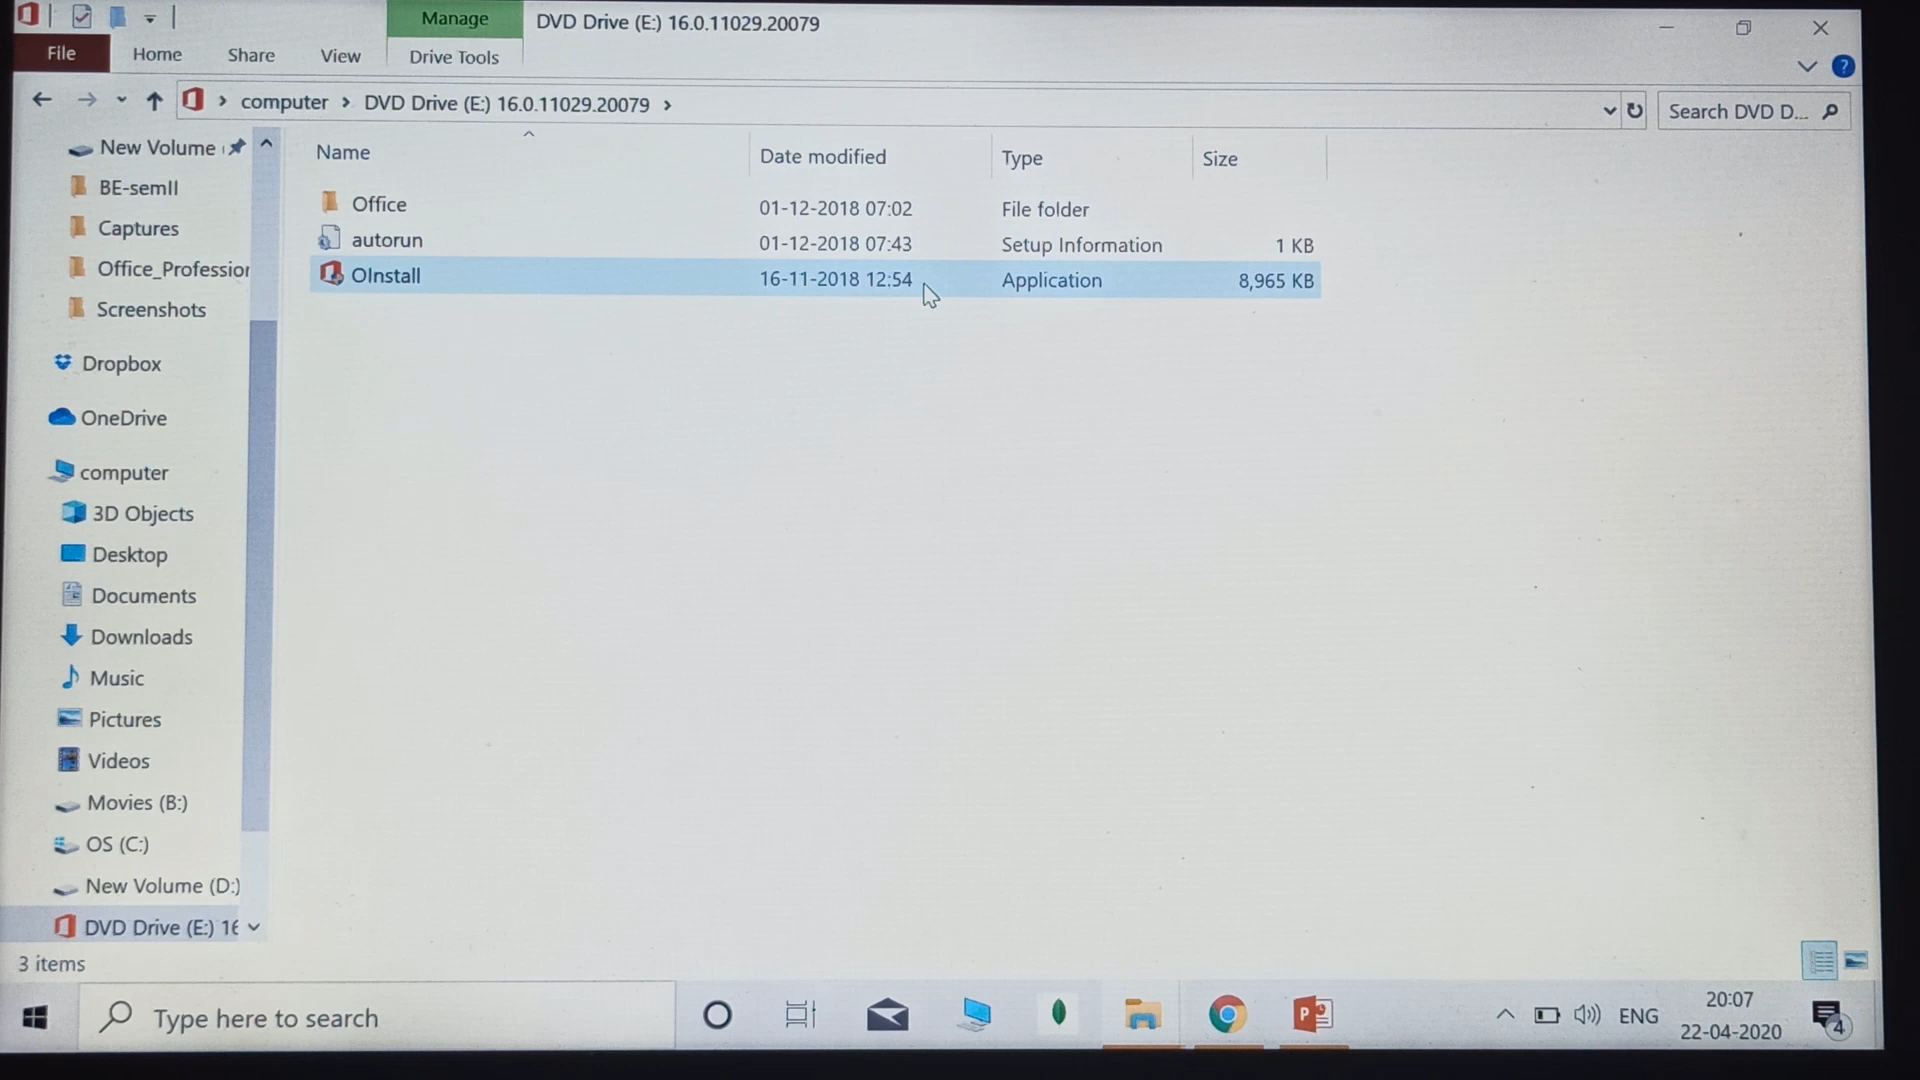 Manage
DVD Drive (E:) 16.0.11029.20079
File
Home
Share
View
Drive Tools
?
computer
DVD Drive (E:) 16.0.11029.20079
Search DVD D...
New Volume
BE-semII
Captures
Office_Profession
Screenshots
Dropbox
OneDrive
computer
3D Objects
Desktop
Documents
Downloads
Music
Pictures
Videos
Movies (B:)
OS (C:)
New Volume (D:)
DVD Drive (E:) 16
Name Date modified Type Size
Office 01-12-2018 07:02 File folder
autorun 01-12-2018 07:43 Setup Information 1 KB
OInstall 16-11-2018 12:54 Application 8,965 KB
3 items
Type here to search
P
ENG
20:07
22-04-2020
4